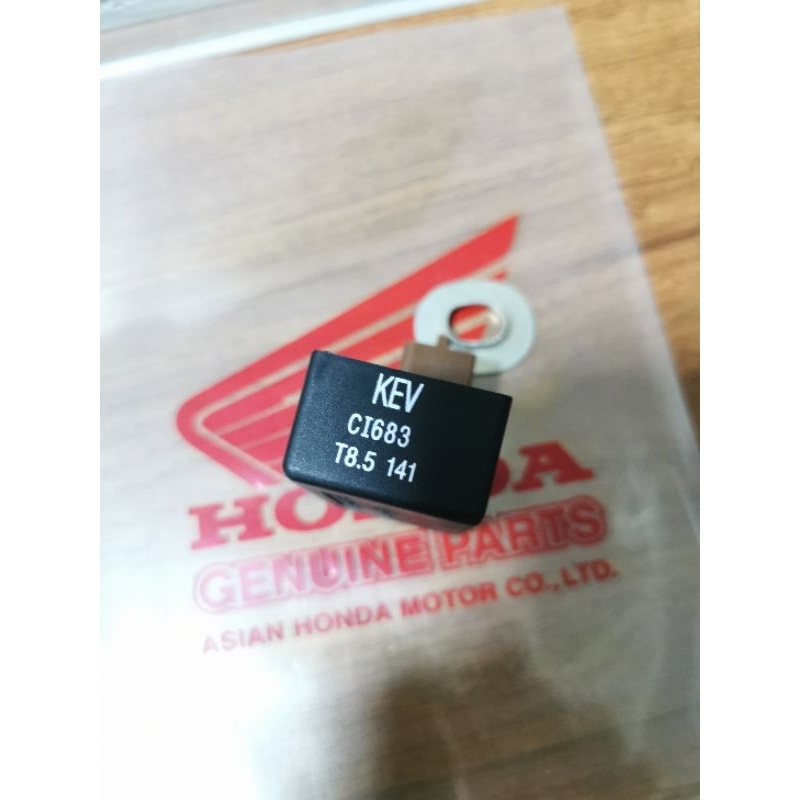 KEV
CI683
T8.5 141
HONDA
GENUINE PARTS
ASIAN HONDA MOTOR CO.,LTD.